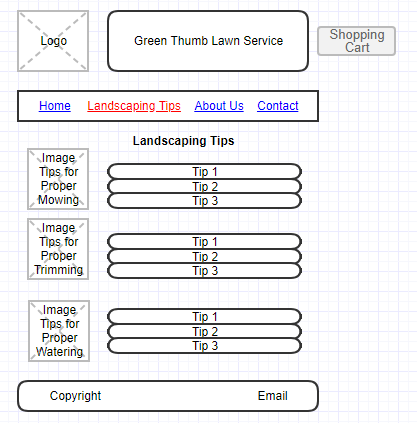 Logo
Green Thumb Lawn Service
Shopping
Cart
Home Landscaping Tips About Us Contact
Landscaping Tips
Image
Tips for
Proper
Mowing
Tip 1
Tip 2
Tip 3
Image
Tips for
Proper
Trimming
Tip 1
Tip 2
Tip 3
Image
Tips for
Proper
Watering
Tip 1
Tip 2
Tip 3
Copyright Email